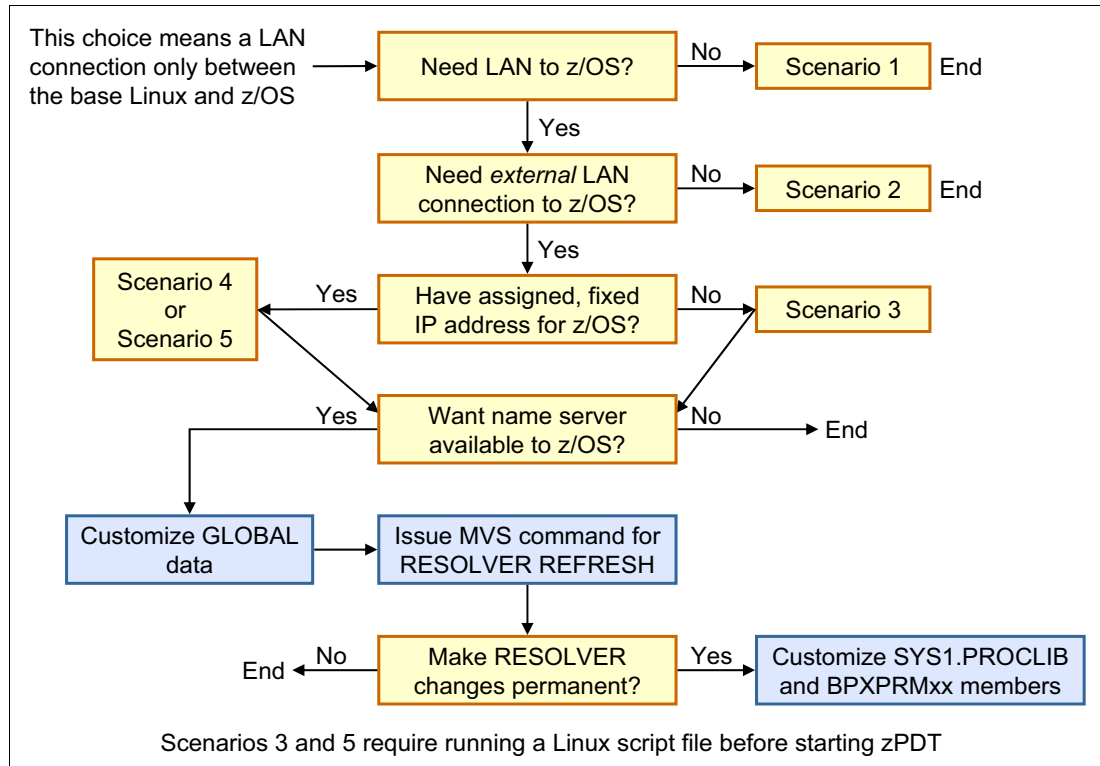 This choice means a LAN
connection only between
the base Linux and z/OS
Need LAN to z/OS?
No
Scenario 1
End
Yes
Need external LAN
connection to z/OS?
No
Scenario 2
End
Yes
Scenario 4
or
Scenario 5
Yes
Have assigned, fixed
IP address for z/OS?
No
Scenario 3
Yes
Want name server
available to z/OS?
No
End
Customize GLOBAL
data
Issue MVS command for
RESOLVER REFRESH
End
No
Make RESOLVER
changes permanent?
Yes
Customize SYS1.PROCLIB
and BPXPRMxx members
Scenarios 3 and 5 require running a Linux script file before starting zPDT